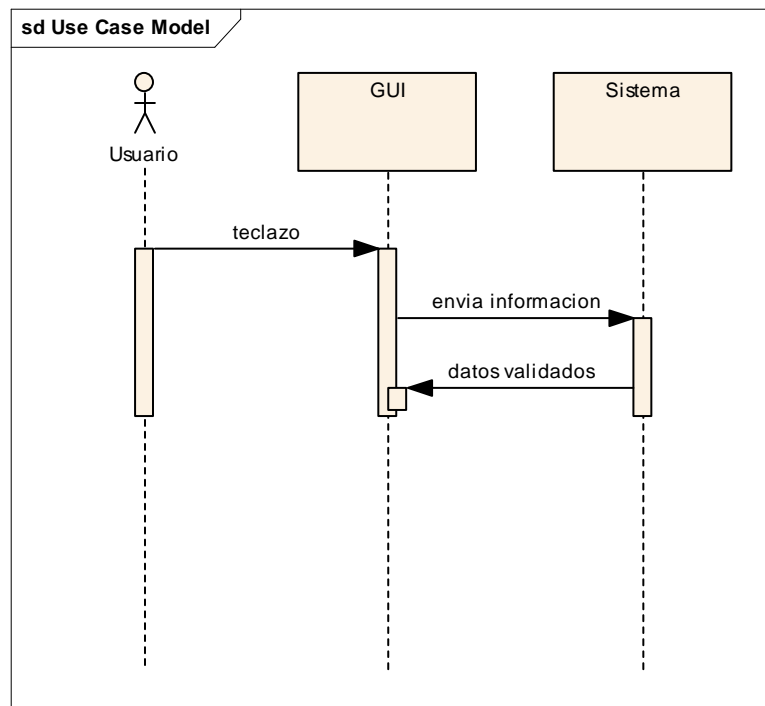 sd Use Case Model
Usuario
GUI
Sistema
teclazo
envia informacion
datos validados